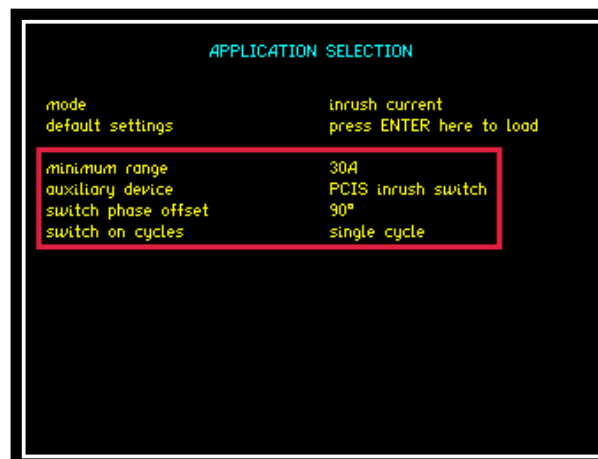 APPLICATION SELECTION
mode inrush current
default settings press ENTER here to load
minimum range 30A
auxiliary device PCIS inrush switch
switch phase offset 90°
switch on cycles single cycle